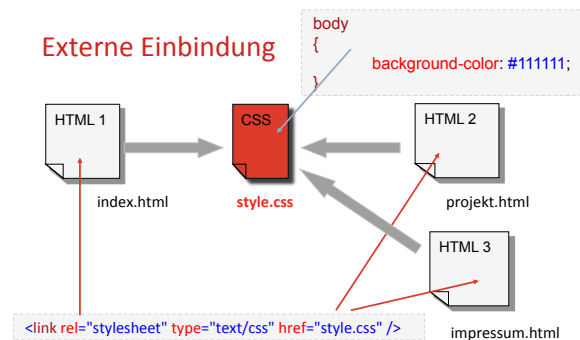 Externe Einbindung
body
{
background-color: #111111;
}
HTML 1
CSS
HTML 2
index.html
style.css
projekt.html
HTML 3
<link rel="stylesheet" type="text/css" href="style.css" />
impressum.html